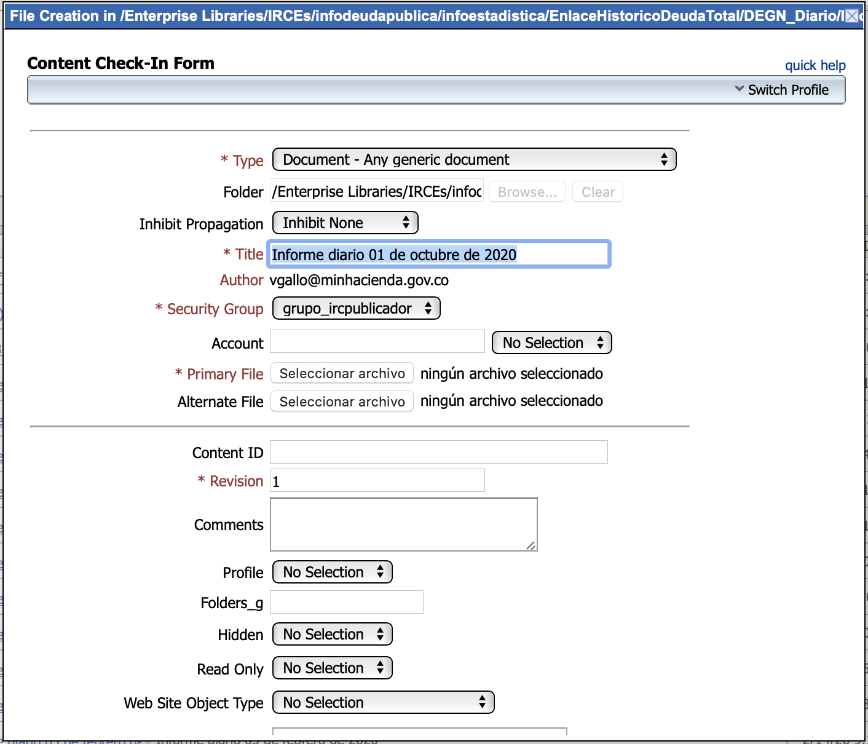 File Creation in /Enterprise Libraries/IRCEs/infodeudapublica/infoestadistica/EnlaceHistoricoDeudaTotal/DEGN_Diario/
Content Check-In Form
quick help
Switch Profile
* Type Document - Any generic document
Folder /Enterprise Libraries/IRCEs/infoc Browse... Clear
Inhibit Propagation Inhibit None
* Title Informe diario 01 de octubre de 2020
Author vgallo@minhacienda.gov.co
* Security Group grupo_ircpublicador
Account No Selection
* Primary File Seleccionar archivo ningún archivo seleccionado
Alternate File Seleccionar archivo ningún archivo seleccionado
Content ID
* Revision 1
Comments
Profile No Selection
Folders_g
Hidden No Selection
Read Only No Selection
Web Site Object Type No Selection